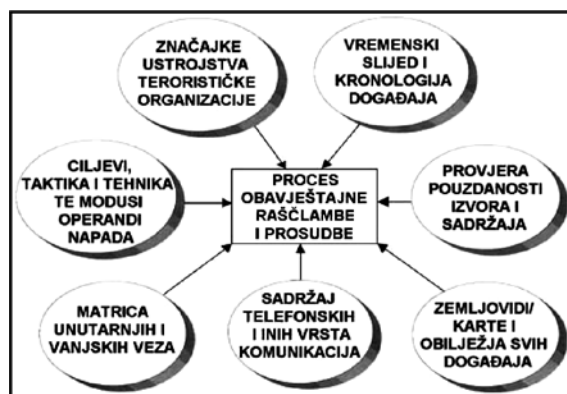 ZNAČAJKE
USTROJSTVA
TERORISTIČKE
ORGANIZACIJE
VREMENSKI
SLIJED I
KRONOLOGIJA
DOGAĐAJA
CILJEVI,
TAKTIKA I TEHNIKA
TE MODUSI
OPERANDI
NAPADA
PROCES
OBAVJEŠTAJNE
RAŠČLAMBE
I PROSUDBE
PROVJERA
POUZDANOSTI
IZVORA I
SADRŽAJA
MATRICA
UNUTARNJIH I
VANJSKIH VEZA
SADRŽAJ
TELEFONSKIH
I INIH VRSTA
KOMUNIKACIJA
ZEMLJOVIDI/
KARTE I
OBILJEŽJA SVIH
DOGAĐAJA